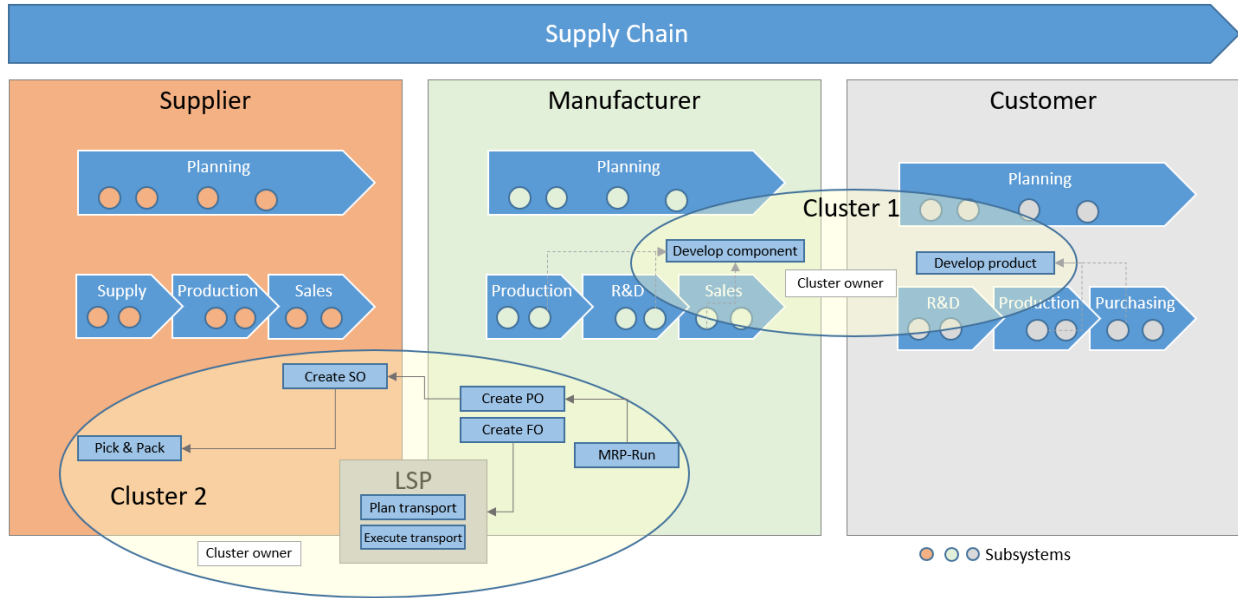 Supply Chain
Supplier
Manufacturer
Customer
Planning
Planning
Planning
Cluster 1
Develop component
Develop product
Cluster owner
Supply
Production
Sales
Production
R&D
Sales
R&D
Production
Purchasing
Create SO
Create PO
Create FO
Pick & Pack
MRP-Run
LSP
Cluster 2
Plan transport
Execute transport
Cluster owner
Subsystems